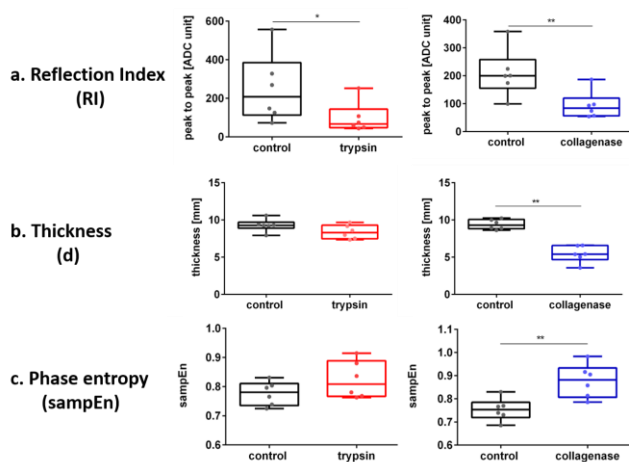 a. Reflection Index
(RI)
peak to peak [ADC unit]
600
400
200
0
*
control
trypsin
peak to peak [ADC unit]
400
300
200
100
0
**
control
collagenase
b. Thickness
(d)
thickness [mm]
15
10
5
0
control
trypsin
thickness [mm]
15
10
5
0
**
control
collagenase
c. Phase entropy
(sampEn)
sampEn
1.0
0.9
0.8
0.7
0.6
control
trypsin
sampEn
1.1
1.0
0.9
0.8
0.7
0.6
**
control
collagenase